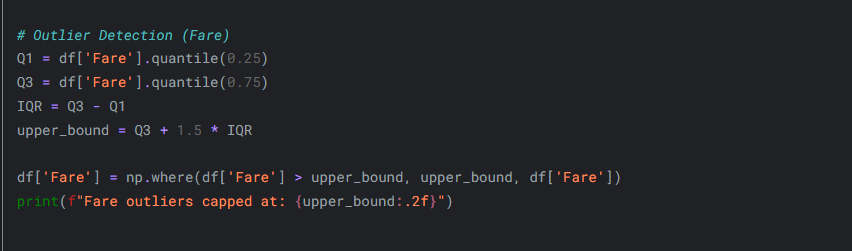 # Outlier Detection (Fare)
Q1 = df['Fare'].quantile(0.25)
Q3 = df['Fare'].quantile(0.75)
IQR = Q3 - Q1
upper_bound = Q3 + 1.5 * IQR
df['Fare'] = np.where(df['Fare'] > upper_bound, upper_bound, df['Fare'])
print(f"Fare outliers capped at: {upper_bound:.2f}")